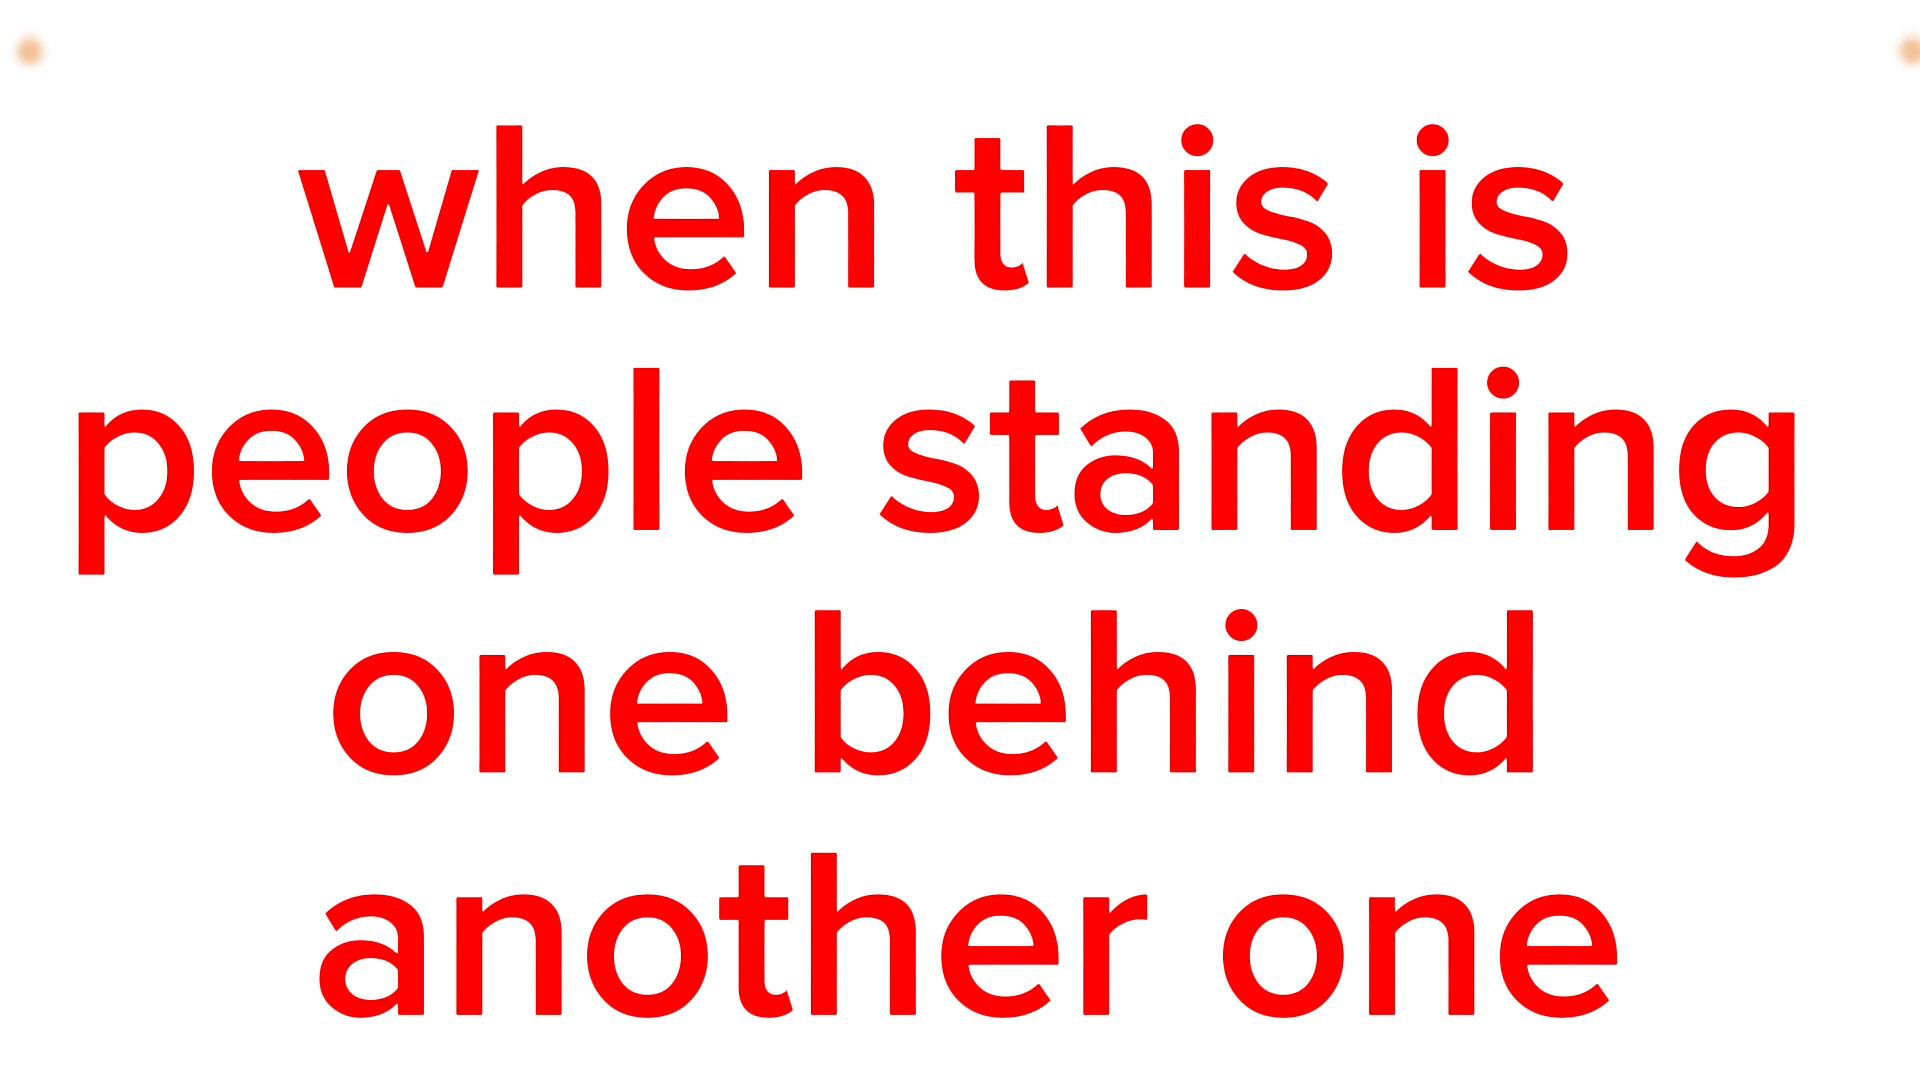 when this is
people standing
one behind
another one